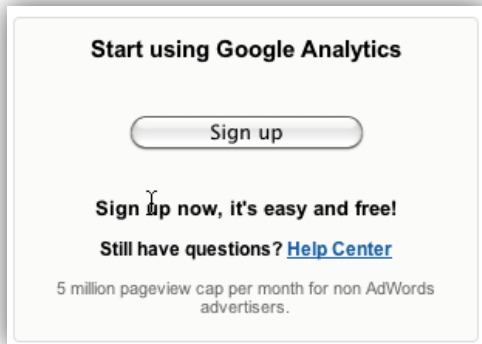 Start using Google Analytics
Sign up
Sign up now, it's easy and free!
Still have questions? Help Center
5 million pageview cap per month for non AdWords
advertisers.